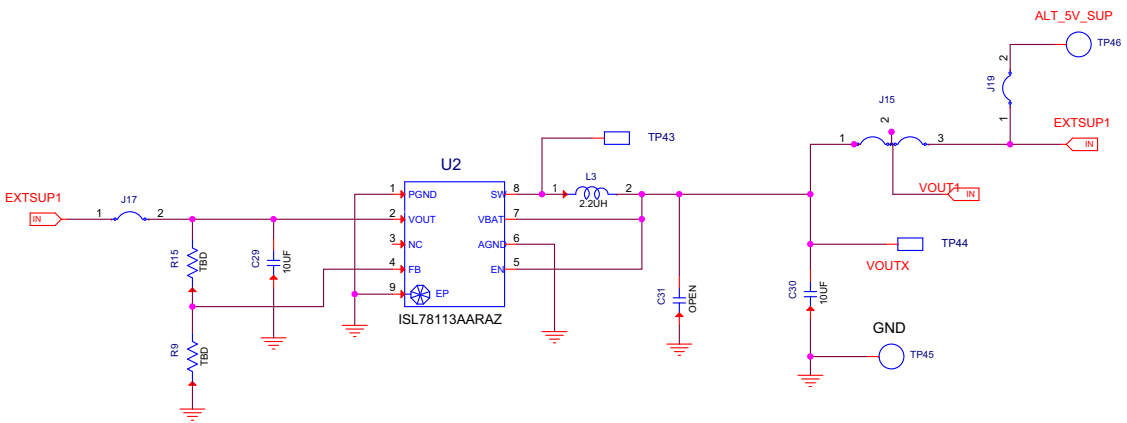 ALT_5V_SUP
TP46
2
J19
1
J15
2
1
3
EXTSUP1
IN
VOUT1
IN
TP43
U2
L3
1
2
2.2UH
EXTSUP1
IN
J17
1
2
1
PGND
SW
8
2
VOUT
VBAT
7
3
NC
AGND
6
4
FB
EN
5
9
EP
ISL78113AARAZ
R15
TBD
C29
10UF
R9
TBD
C31
OPEN
TP44
VOUTX
C30
10UF
GND
TP45